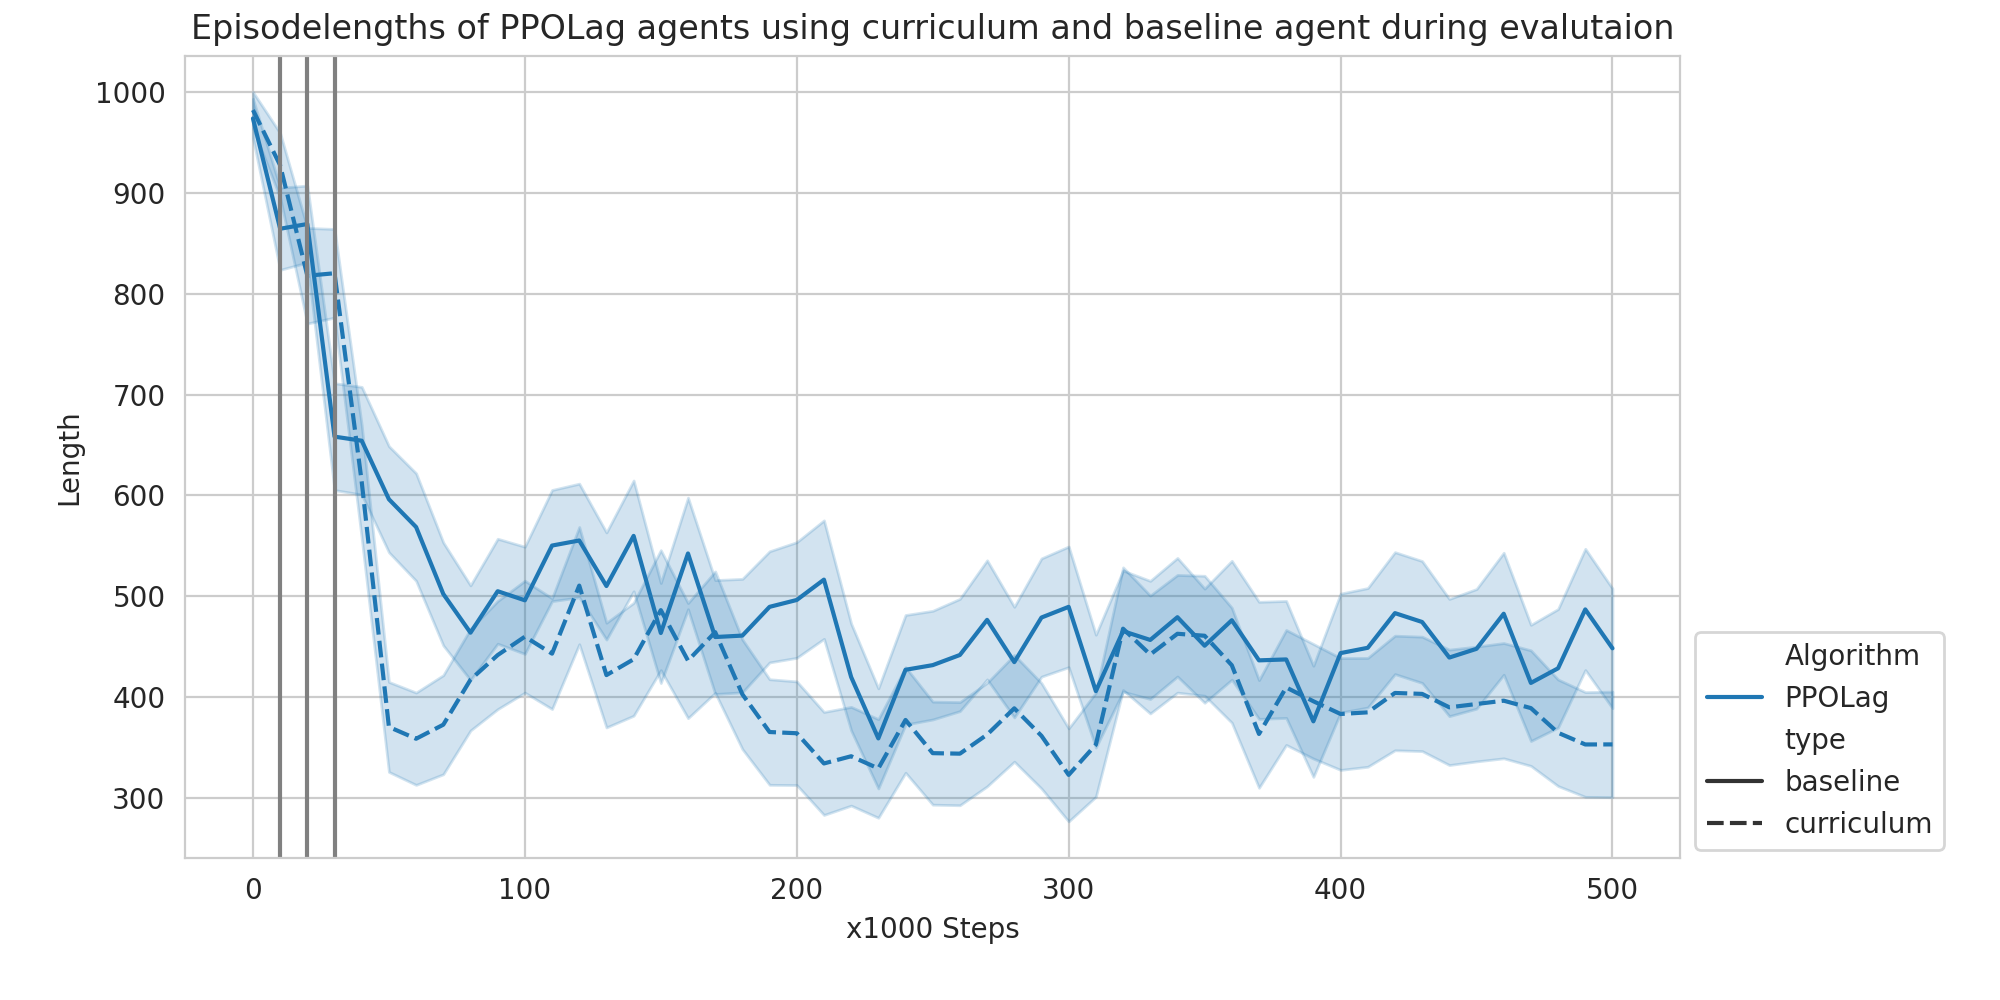 Episodelengths of PPOLag agents using curriculum and baseline agent during evalutaion
1000
900
800
700
600
500
400
300
Length
0 100 200 300 400 500
x1000 Steps
Algorithm
PPOLag
type
baseline
curriculum